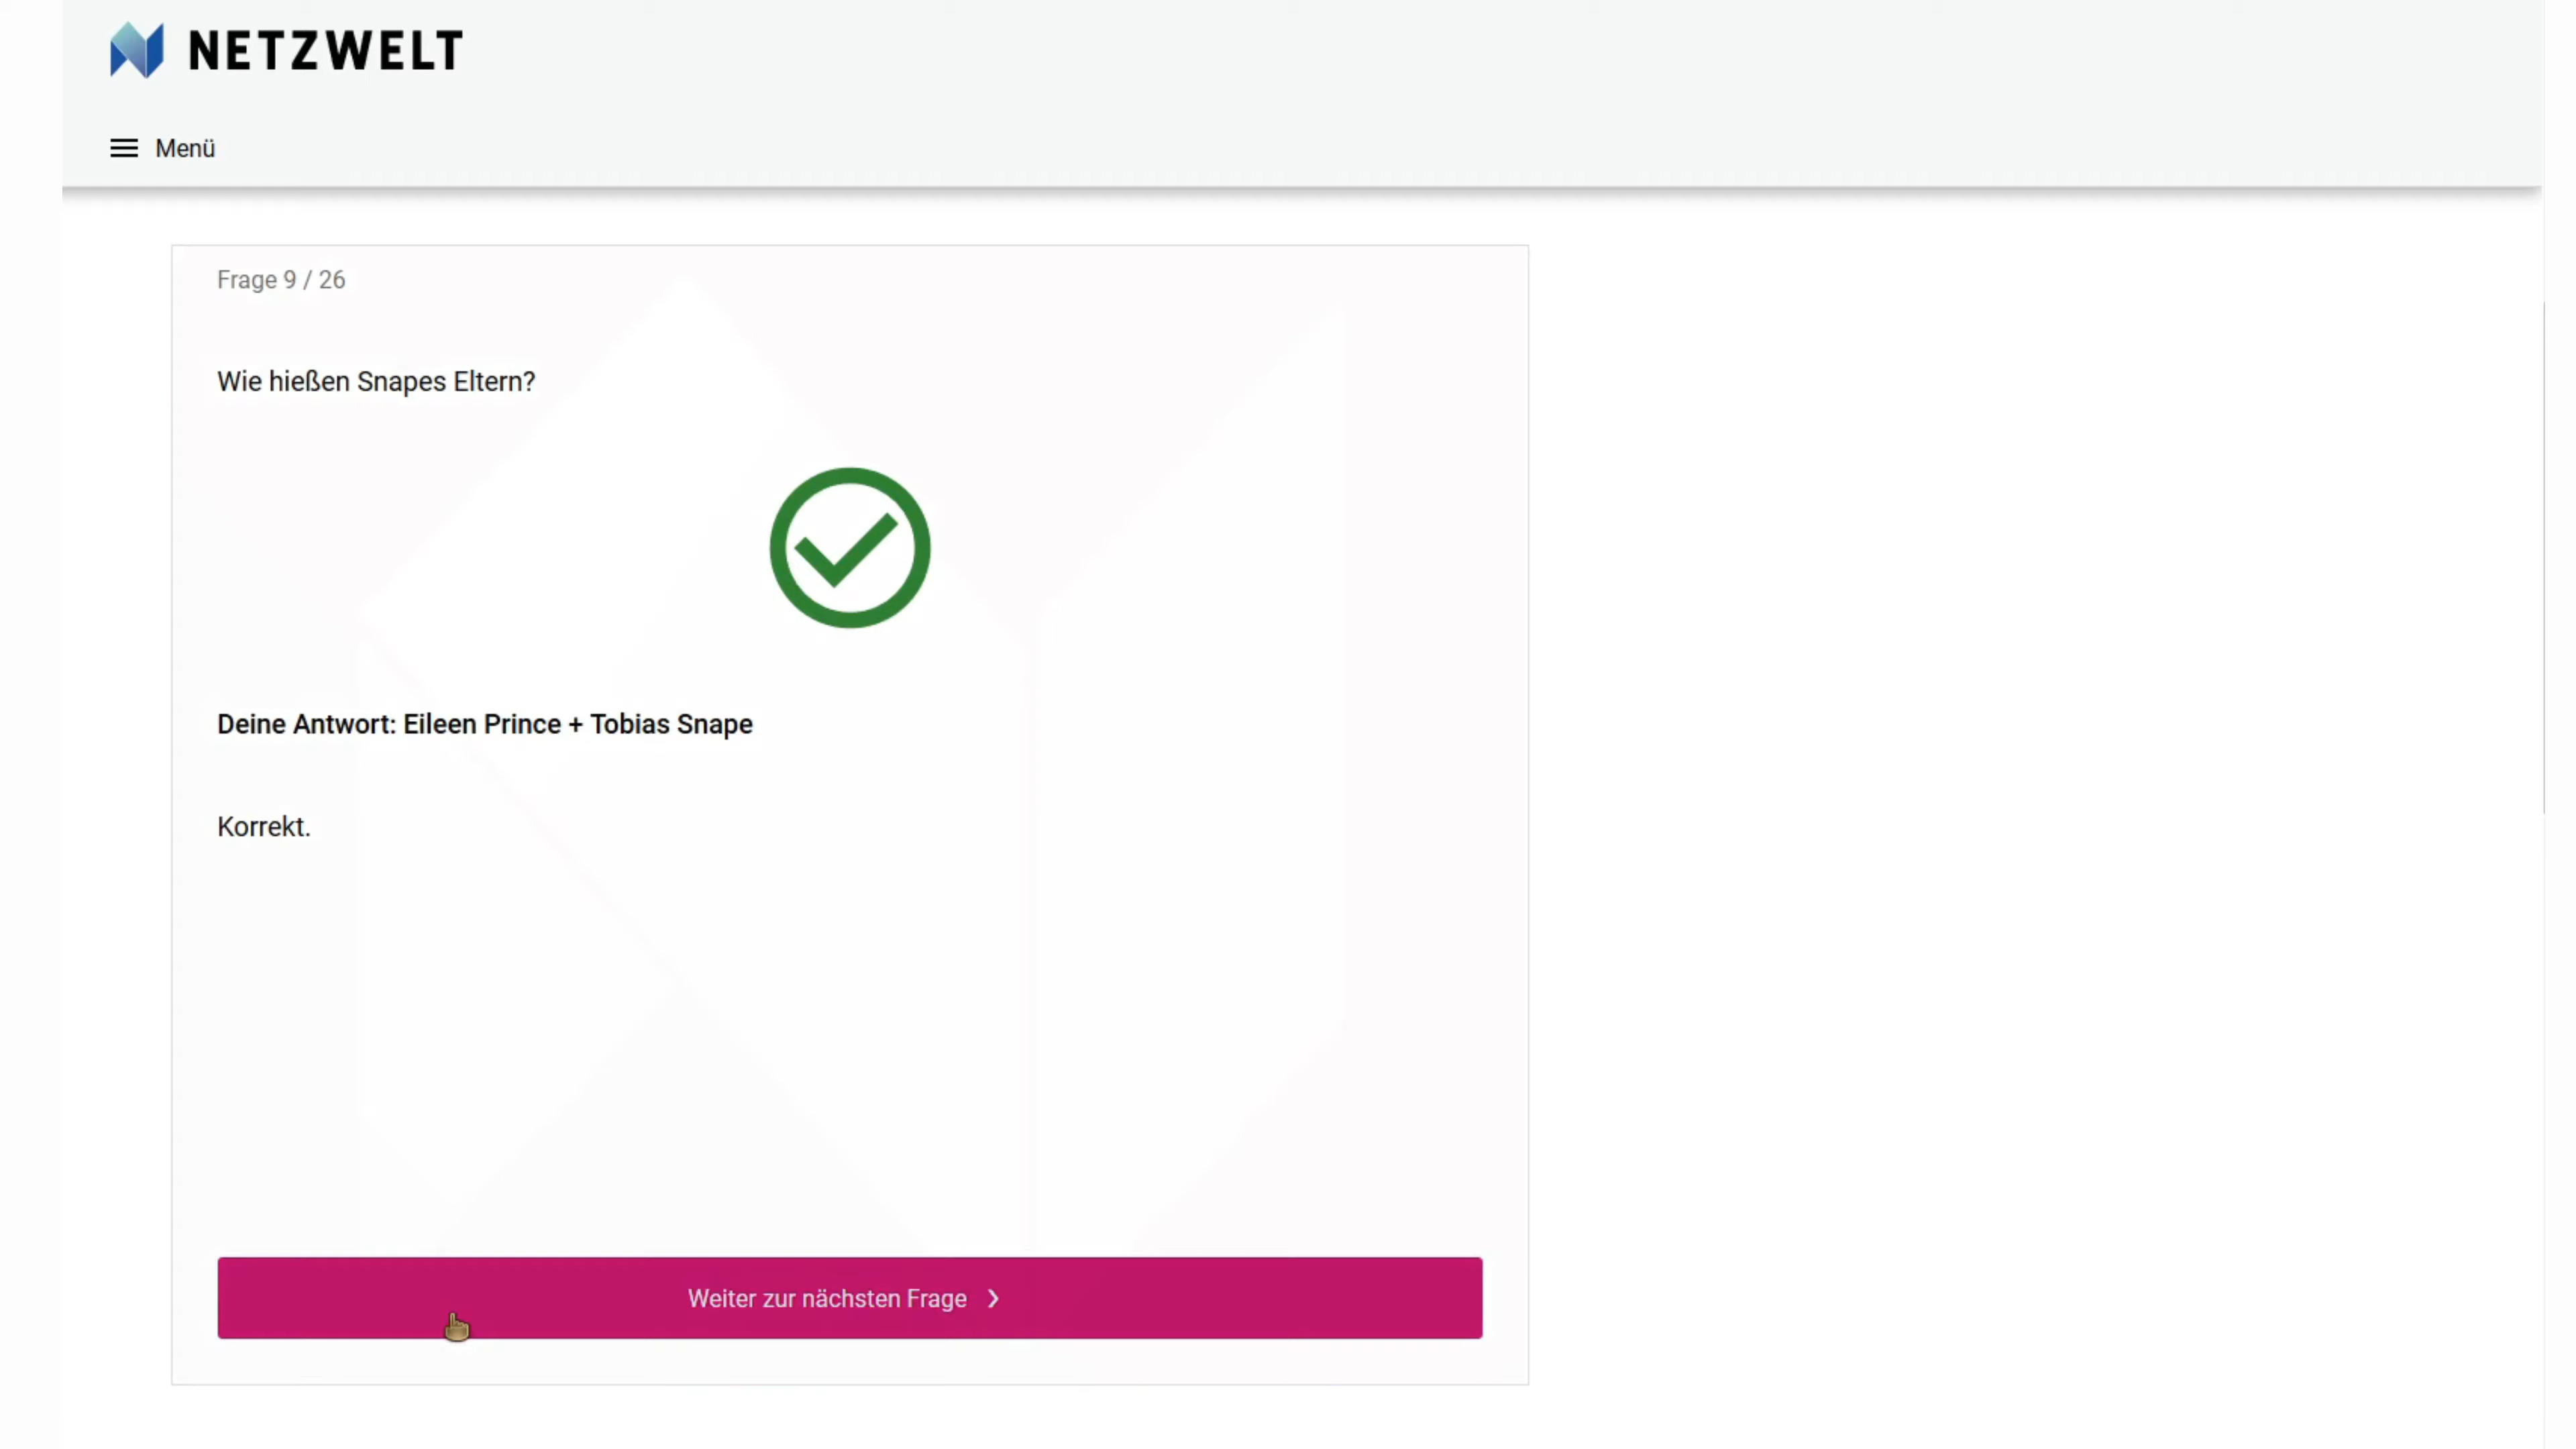 NETZWELT
Menü
Frage 9 / 26
Wie hießen Snapes Eltern?
Deine Antwort: Eileen Prince + Tobias Snape
Korrekt.
Weiter zur nächsten Frage